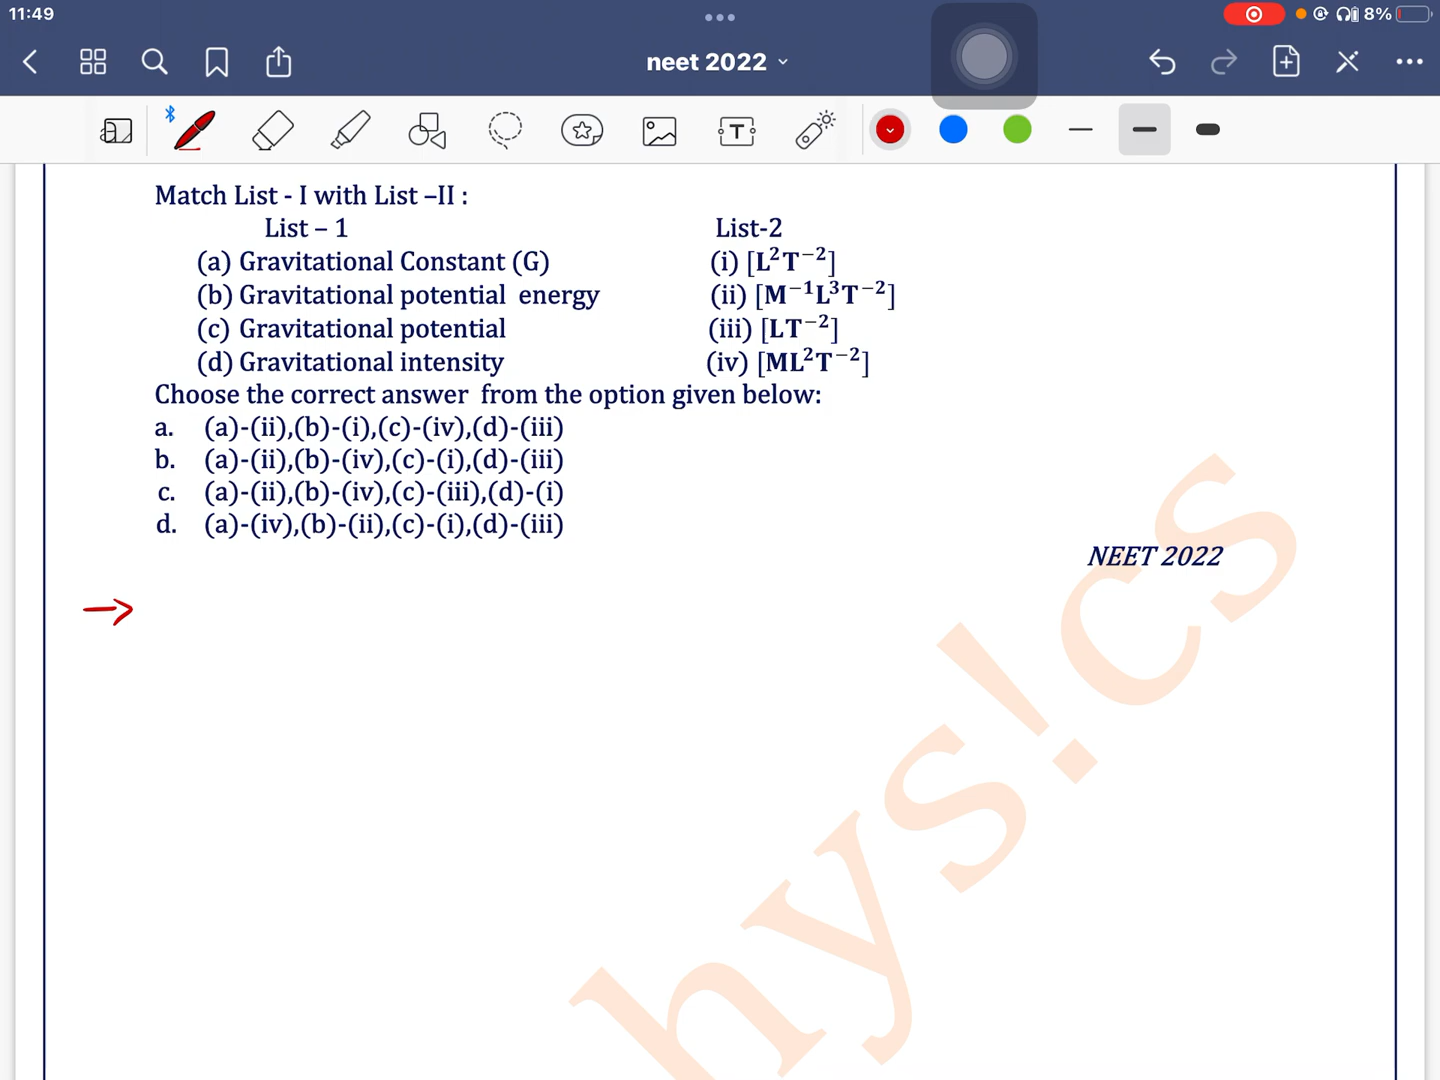 11:49
8%
neet 2022
T
Match List - I with List –II :
List – 1 List-2
(a) Gravitational Constant (G) (i) [L²T⁻²]
(b) Gravitational potential energy (ii) [M⁻¹L³T⁻²]
(c) Gravitational potential (iii) [LT⁻²]
(d) Gravitational intensity (iv) [ML²T⁻²]
Choose the correct answer from the option given below:
a. (a)-(ii),(b)-(i),(c)-(iv),(d)-(iii)
b. (a)-(ii),(b)-(iv),(c)-(i),(d)-(iii)
c. (a)-(ii),(b)-(iv),(c)-(iii),(d)-(i)
d. (a)-(iv),(b)-(ii),(c)-(i),(d)-(iii)
NEET 2022
hys!cs